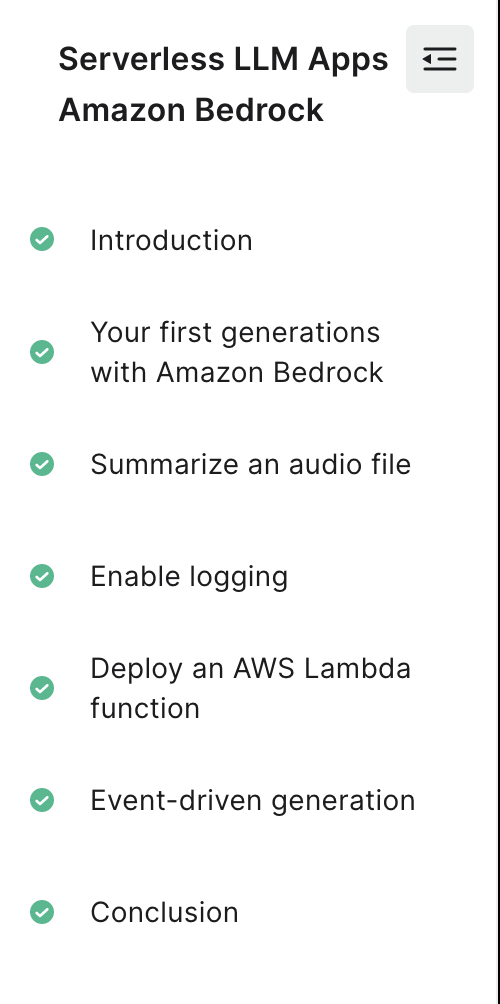 Serverless LLM Apps
Amazon Bedrock
Introduction
Your first generations
with Amazon Bedrock
Summarize an audio file
Enable logging
Deploy an AWS Lambda
function
Event-driven generation
Conclusion